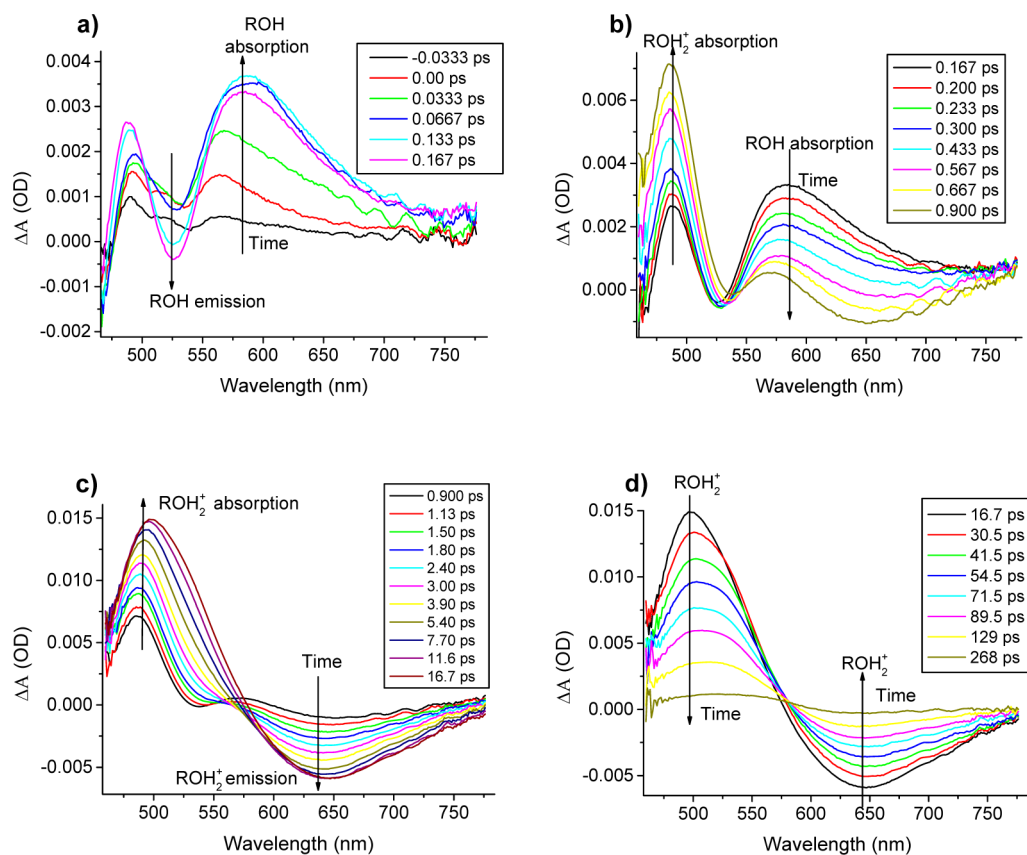 a)
ROH
absorption
0.004
0.003
0.002
0.001
0.000
-0.001
-0.002
ΔA (OD)
Time
ROH emission
-0.0333 ps
0.00 ps
0.0333 ps
0.0667 ps
0.133 ps
0.167 ps
500 550 600 650 700 750
Wavelength (nm)
b)
ROH₂⁺ absorption
0.006
0.004
0.002
0.000
ΔA (OD)
ROH absorption
Time
0.167 ps
0.200 ps
0.233 ps
0.300 ps
0.433 ps
0.567 ps
0.667 ps
0.900 ps
500 550 600 650 700 750
Wavelength (nm)
c)
ROH₂⁺ absorption
0.015
0.010
0.005
0.000
-0.005
ΔA (OD)
Time
ROH₂⁺ emission
0.900 ps
1.13 ps
1.50 ps
1.80 ps
2.40 ps
3.00 ps
3.90 ps
5.40 ps
7.70 ps
11.6 ps
16.7 ps
500 550 600 650 700 750
Wavelength (nm)
d)
ROH₂⁺
0.015
0.010
0.005
0.000
-0.005
ΔA (OD)
Time
ROH₂⁺
Time
16.7 ps
30.5 ps
41.5 ps
54.5 ps
71.5 ps
89.5 ps
129 ps
268 ps
500 550 600 650 700 750
Wavelength (nm)